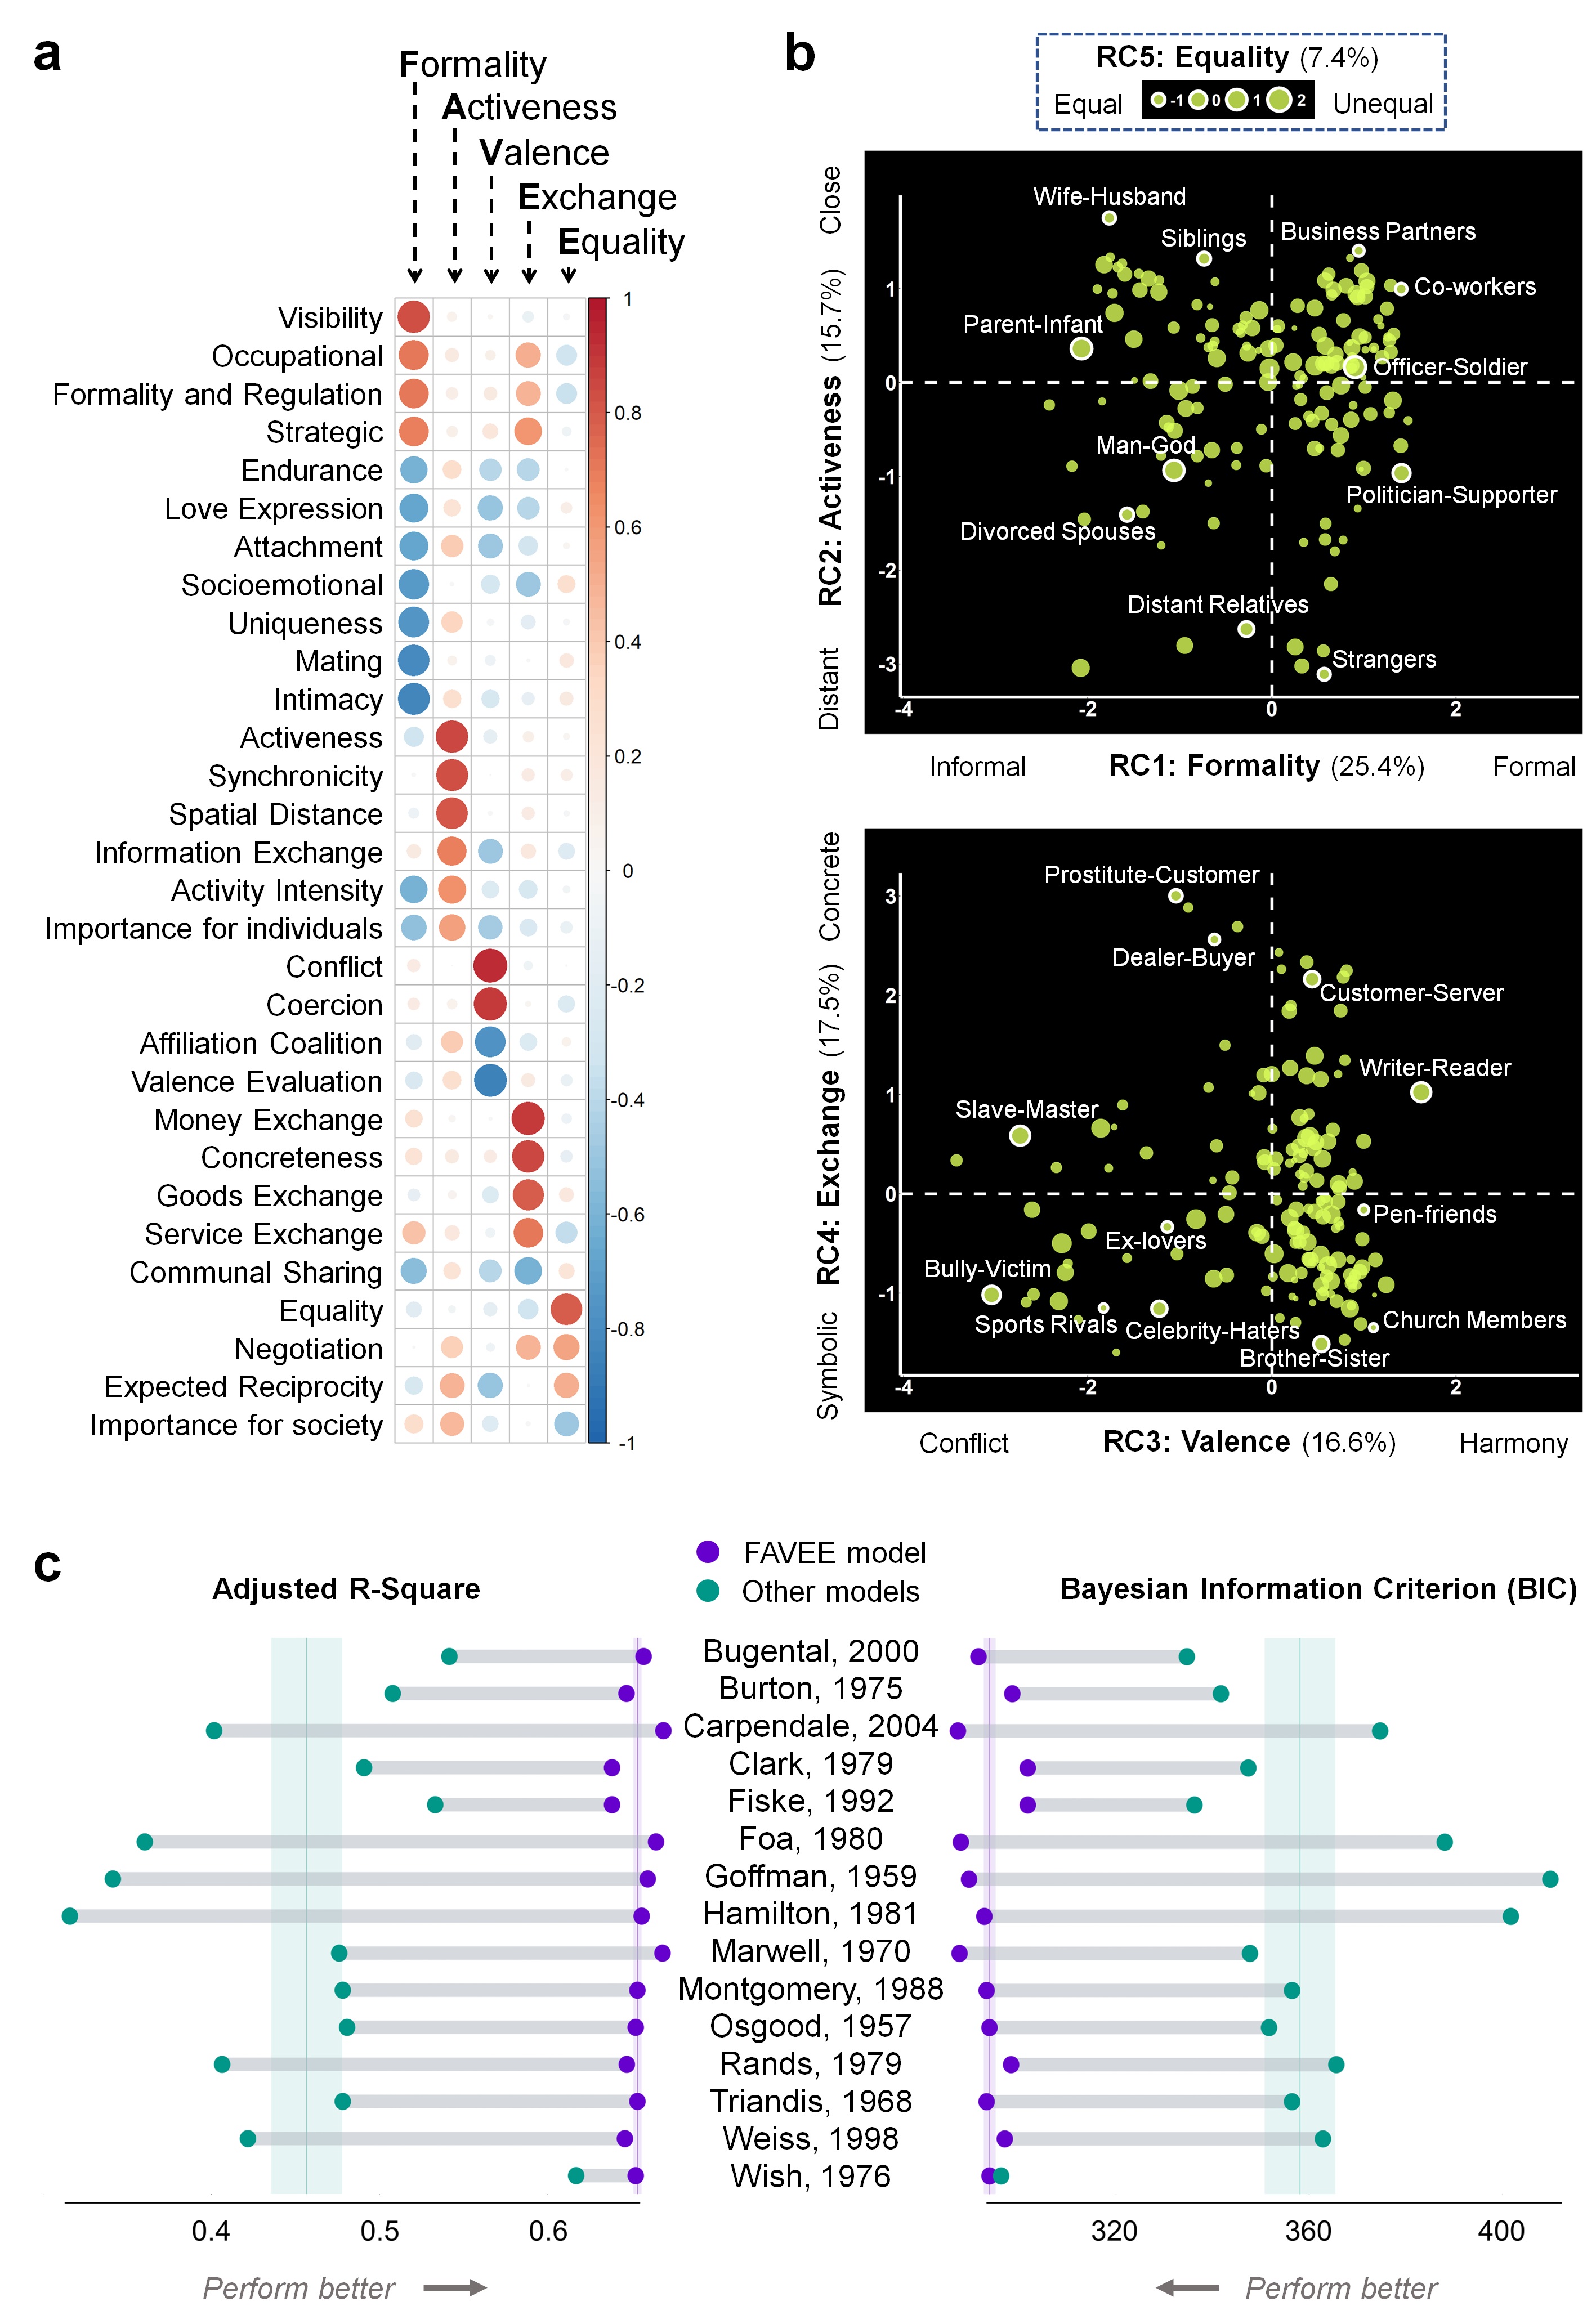 a
Formality
Activeness
Valence
Exchange
Equality
Visibility
Occupational
Formality and Regulation
Strategic
Endurance
Love Expression
Attachment
Socioemotional
Uniqueness
Mating
Intimacy
Activeness
Synchronicity
Spatial Distance
Information Exchange
Activity Intensity
Importance for individuals
Conflict
Coercion
Affiliation Coalition
Valence Evaluation
Money Exchange
Concreteness
Goods Exchange
Service Exchange
Communal Sharing
Equality
Negotiation
Expected Reciprocity
Importance for society
1
0.8
0.6
0.4
0.2
0
-0.2
-0.4
-0.6
-0.8
-1
b
RC5: Equality (7.4%)
Equal -1 0 1 2 Unequal
Close
RC2: Activeness (15.7%)
Distant
Wife-Husband
Siblings
Business Partners
Co-workers
Parent-Infant
Officer-Soldier
Man-God
Politician-Supporter
Divorced Spouses
Distant Relatives
Strangers
1
0
-1
-2
-3
-4 -2 0 2
Informal RC1: Formality (25.4%) Formal
Concrete
RC4: Exchange (17.5%)
Symbolic
Prostitute-Customer
Dealer-Buyer
Customer-Server
Writer-Reader
Slave-Master
Pen-friends
Ex-lovers
Bully-Victim
Sports Rivals
Celebrity-Haters
Church Members
Brother-Sister
3
2
1
0
-1
-4 -2 0 2
Conflict RC3: Valence (16.6%) Harmony
c
FAVEE model
Other models
Adjusted R-Square
Bayesian Information Criterion (BIC)
Bugental, 2000
Burton, 1975
Carpendale, 2004
Clark, 1979
Fiske, 1992
Foa, 1980
Goffman, 1959
Hamilton, 1981
Marwell, 1970
Montgomery, 1988
Osgood, 1957
Rands, 1979
Triandis, 1968
Weiss, 1998
Wish, 1976
0.4 0.5 0.6
320 360 400
Perform better
Perform better